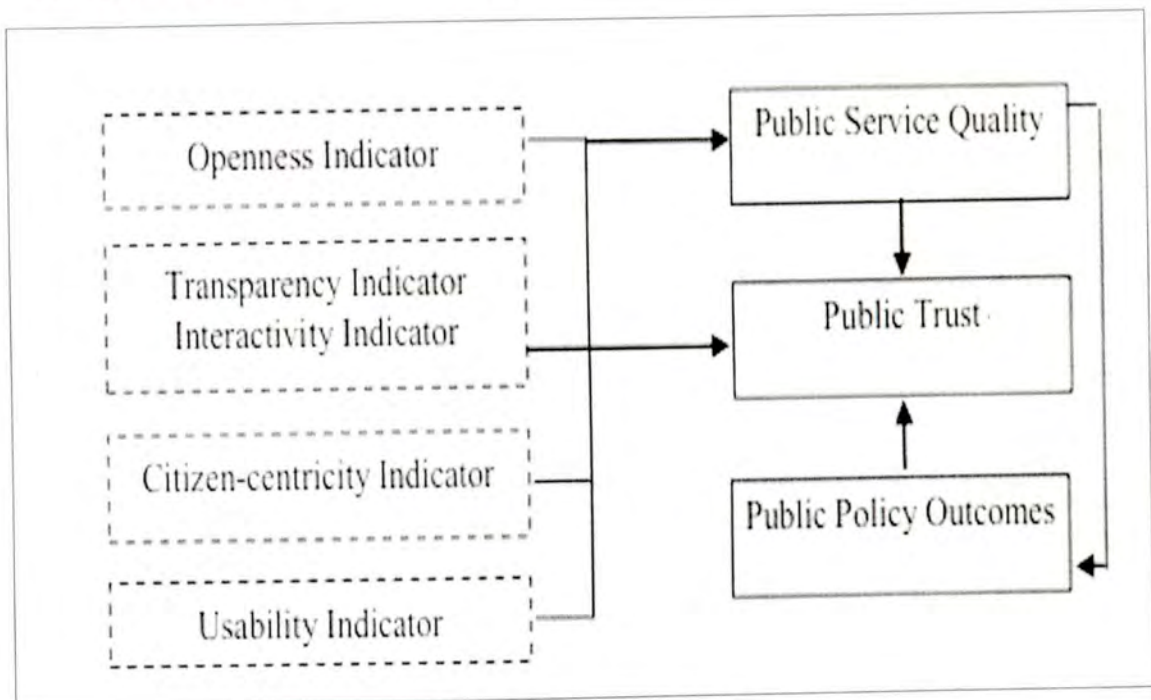 Openness Indicator
Transparency Indicator
Interactivity Indicator
Citizen-centricity Indicator
Usability Indicator
Public Service Quality
Public Trust
Public Policy Outcomes